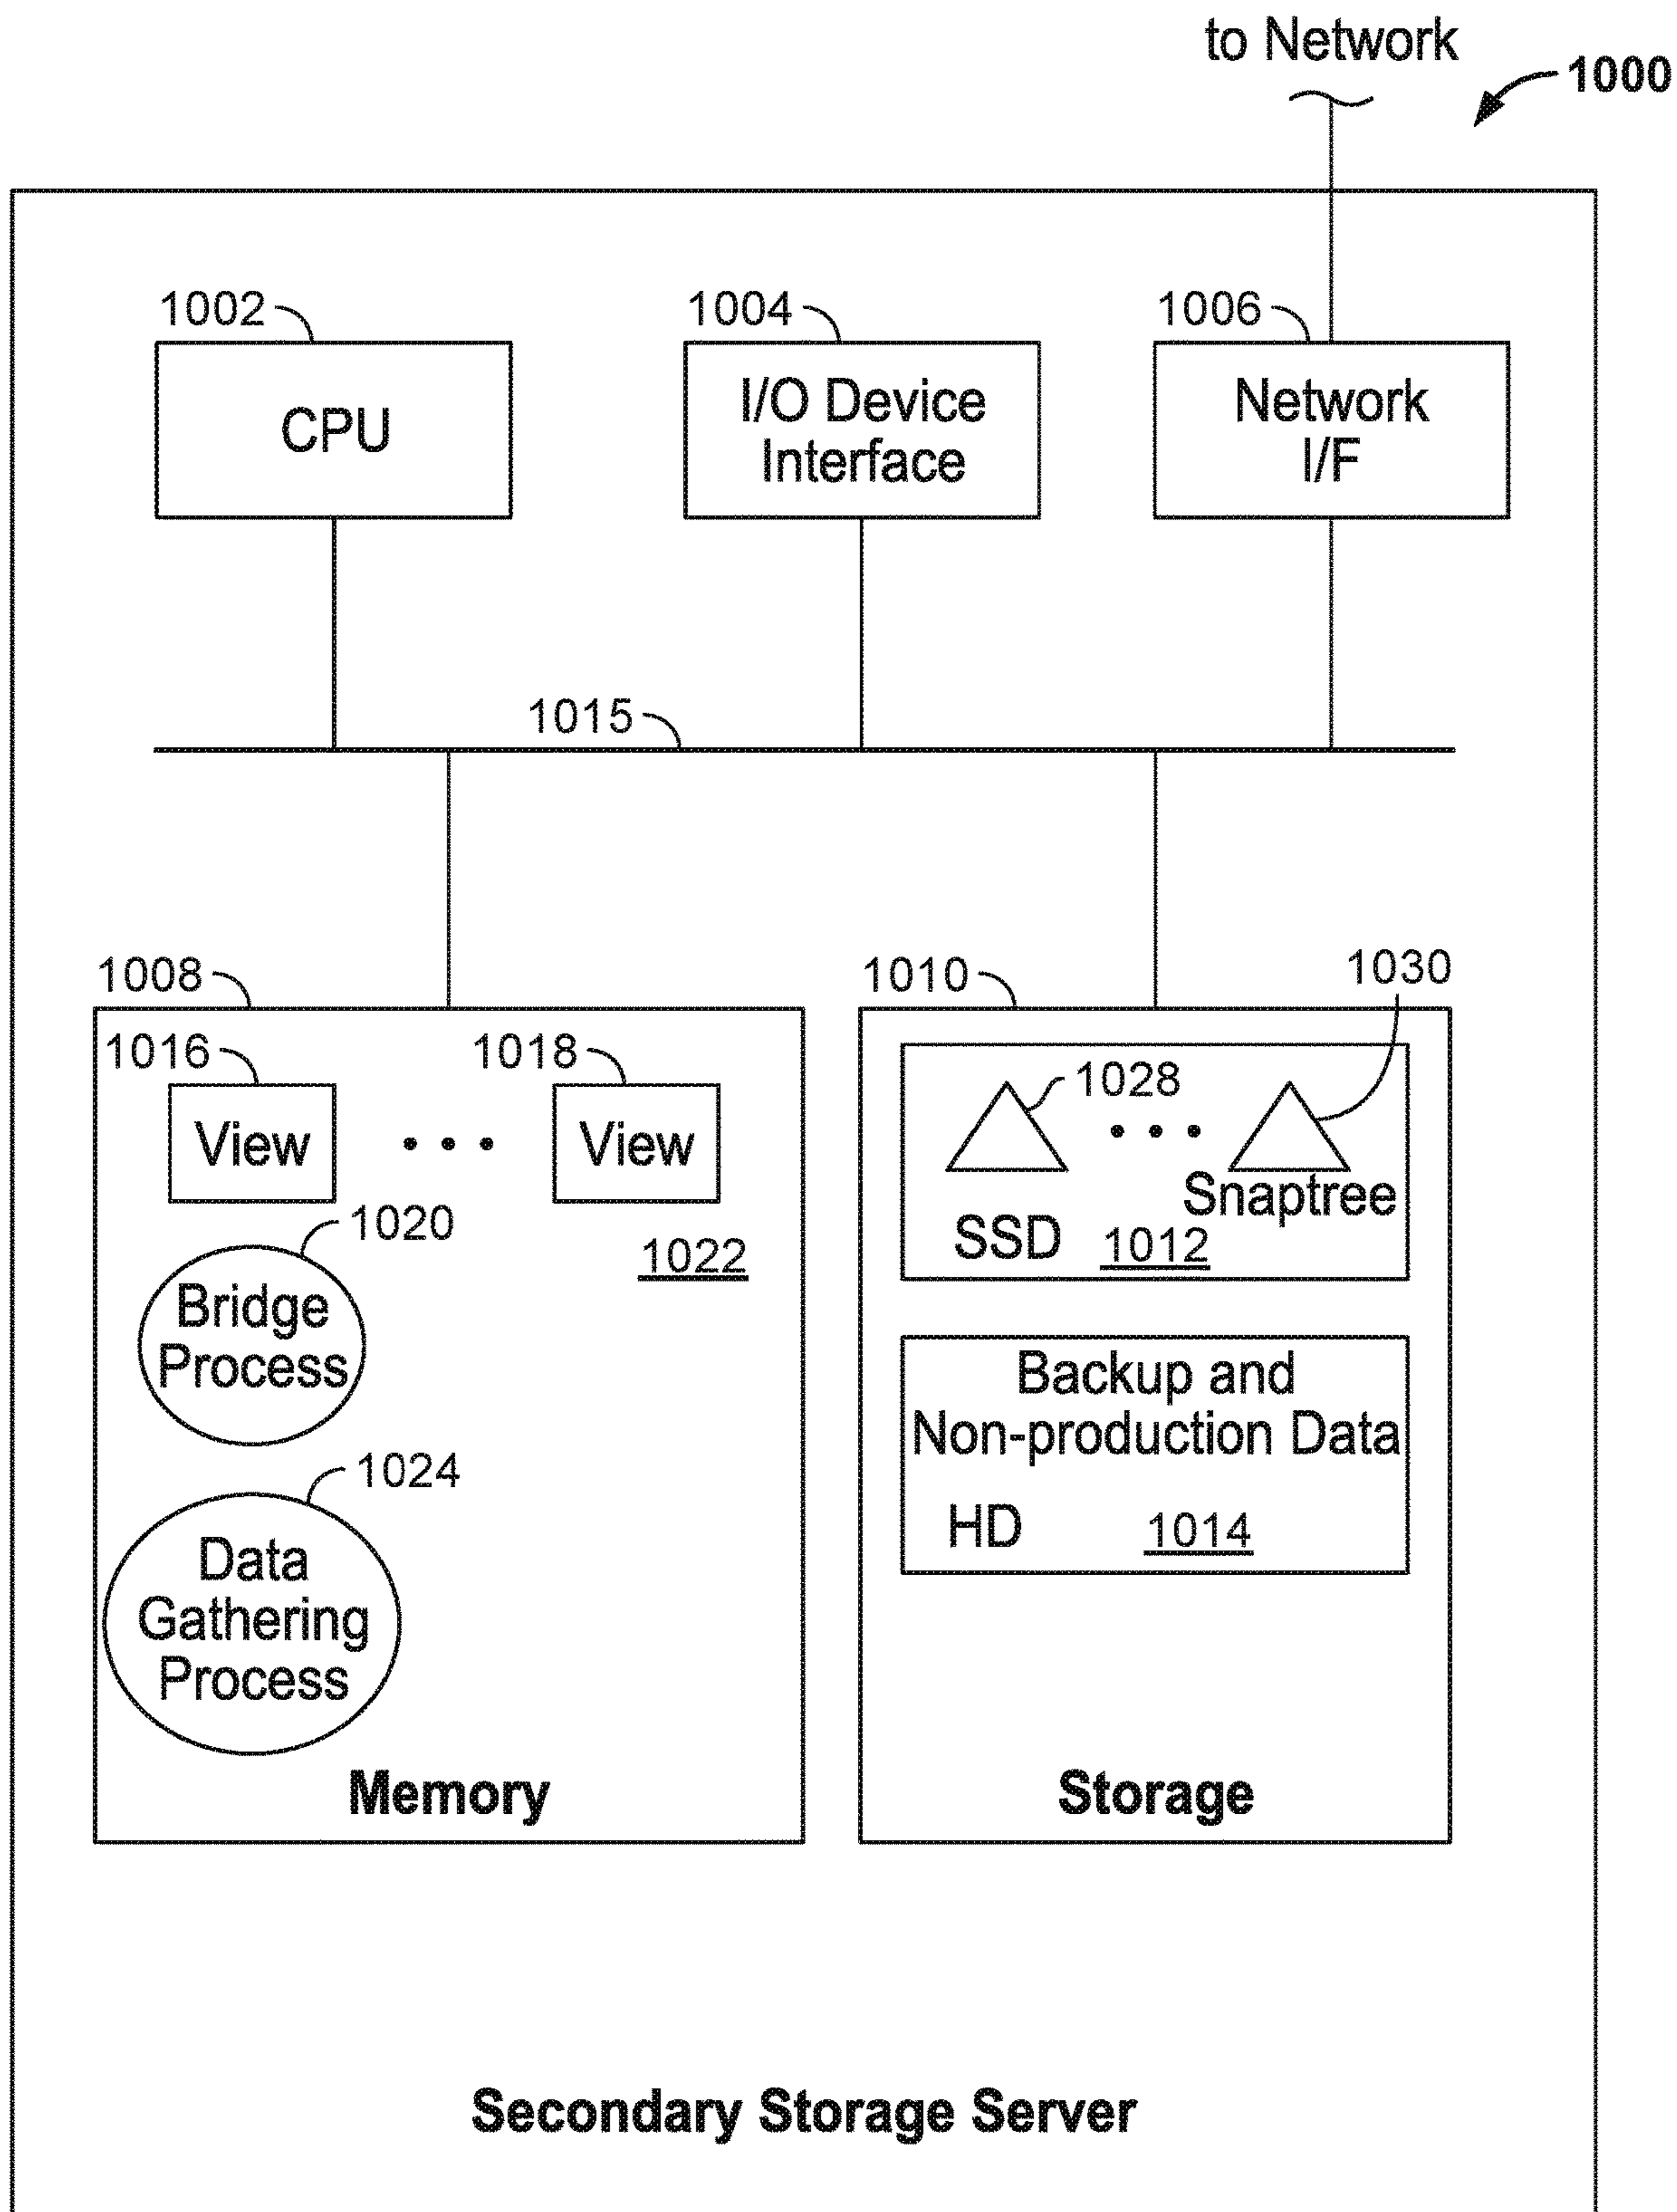 to Network
1000
1002
1004
1006
CPU
I/O Device
Interface
Network
I/F
1015
1008
1010
1030
1016
1018
1028
View
View
Snaptree
1020
1022
SSD 1012
Bridge
Process
Backup and
Non-production Data
1024
HD 1014
Data
Gathering
Process
Memory
Storage
Secondary Storage Server